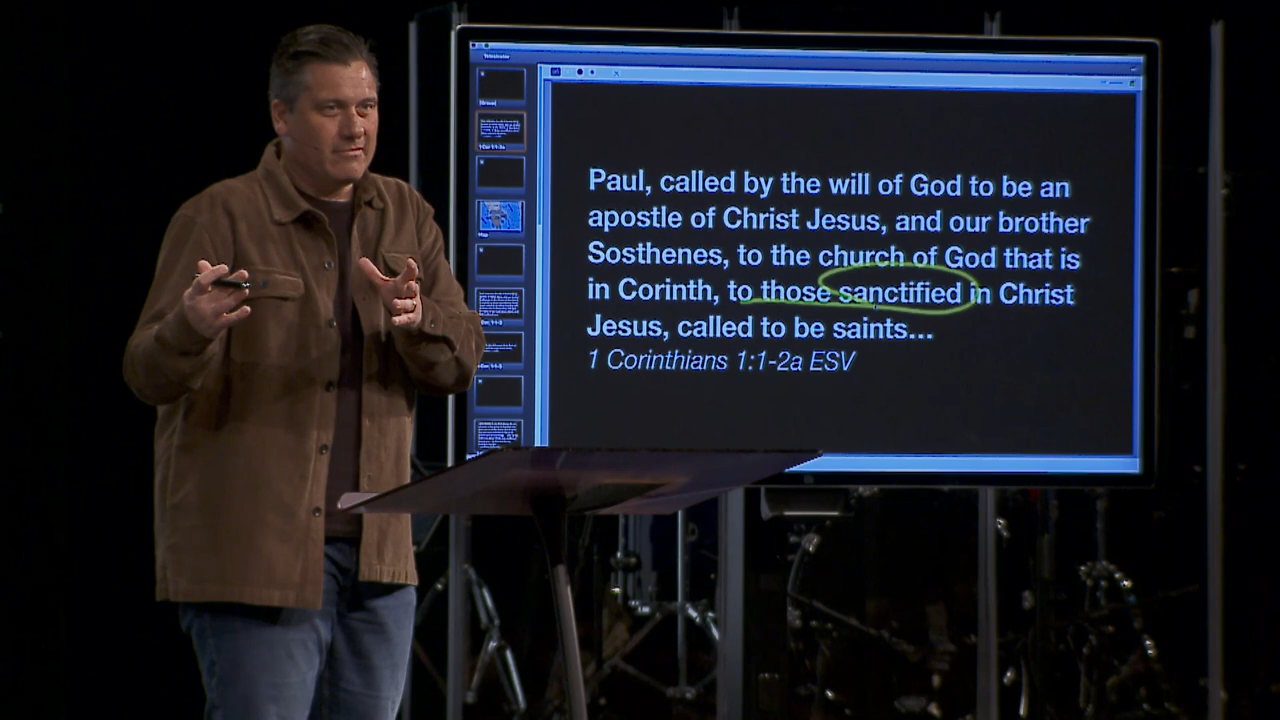 Paul, called by the will of God to be an
apostle of Christ Jesus, and our brother
Sosthenes, to the church of God that is
in Corinth, to those sanctified in Christ
Jesus, called to be saints...
1 Corinthians 1:1-2a ESV